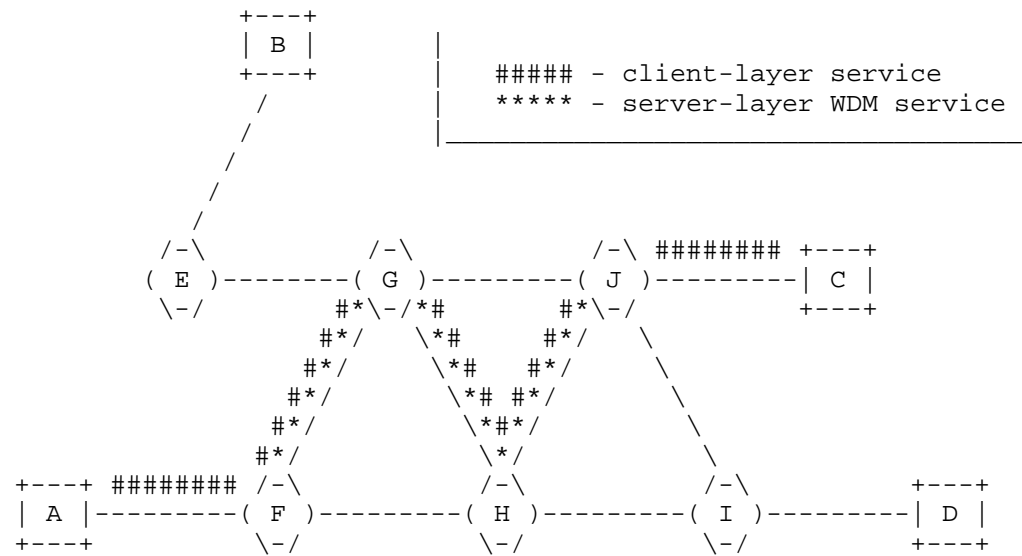 B
##### - client-layer service
***** - server-layer WDM service
E G J C
A F H I D